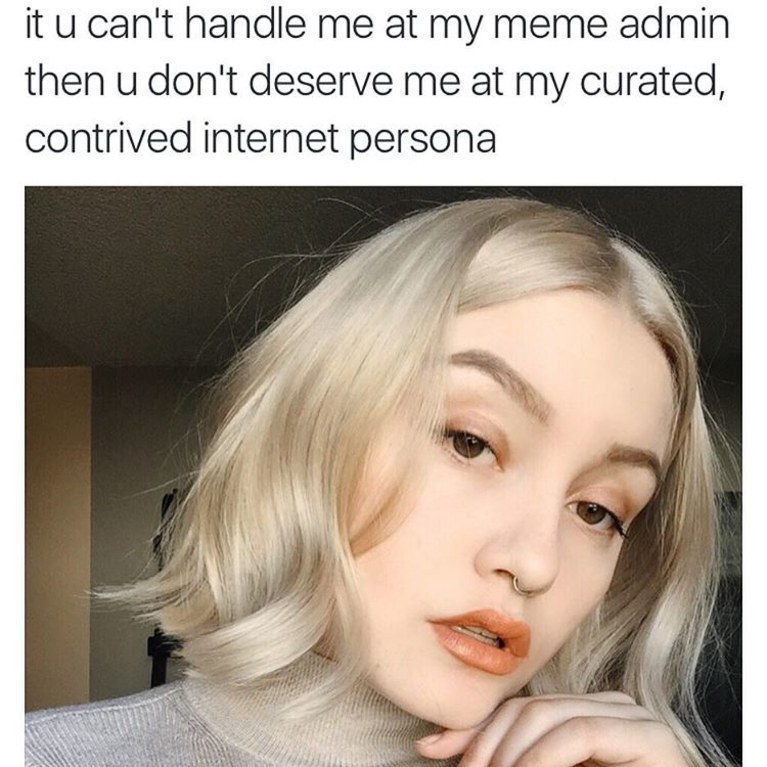 it u can't handle me at my meme admin
then u don't deserve me at my curated,
contrived internet persona